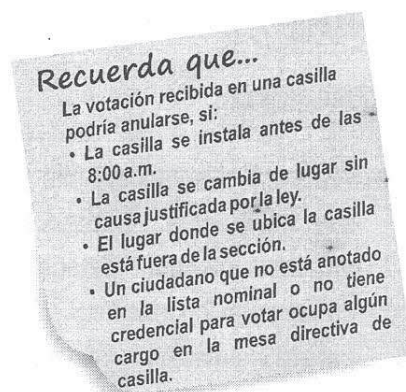 Recuerda que...
La votación recibida en una casilla
podría anularse, si:
• La casilla se instala antes de las
8:00 a.m.
• La casilla se cambia de lugar sin
causa justificada por la ley.
• El lugar donde se ubica la casilla
está fuera de la sección.
• Un ciudadano que no está anotado
en la lista nominal o no tiene
credencial para votar ocupa algún
cargo en la mesa directiva de
casilla.